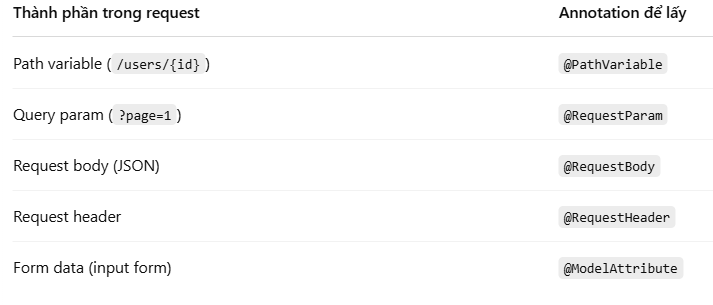 Thành phần trong request Annotation để lấy
Path variable ( /users/{id} ) @PathVariable
Query param ( ?page=1 ) @RequestParam
Request body (JSON) @RequestBody
Request header @RequestHeader
Form data (input form) @ModelAttribute